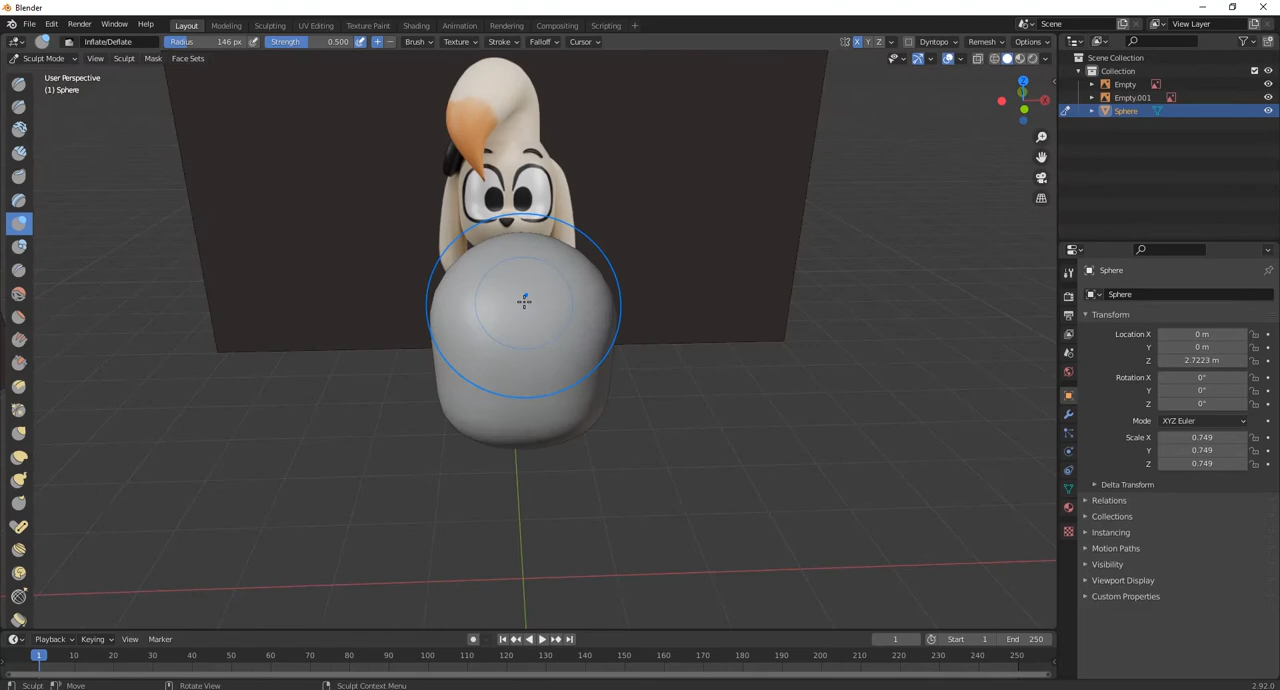 Blender
File Edit Render Window Help Layout Modeling Sculpting UV Editing Texture Paint Shading Animation Rendering Compositing Scripting + Scene View Layer
Inflate/Deflate Radius 146 px Strength 0.500 + − Brush Texture Stroke Falloff Cursor X Y Z Dyntopo Remesh Options
Sculpt Mode View Sculpt Mask Face Sets
User Perspective
(1) Sphere
Z
X
Scene Collection
Collection
Empty
Empty.001
Sphere
Sphere
Sphere
Transform
Location X 0 m
Y 0 m
Z 2.7223 m
Rotation X 0°
Y 0°
Z 0°
Mode XYZ Euler
Scale X 0.749
Y 0.749
Z 0.749
Delta Transform
Relations
Collections
Instancing
Motion Paths
Visibility
Viewport Display
Custom Properties
Playback Keying View Marker 1 Start 1 End 250
1 10 20 30 40 50 60 70 80 90 100 110 120 130 140 150 160 170 180 190 200 210 220 230 240 250
Sculpt Move Rotate View Sculpt Context Menu 2.92.0